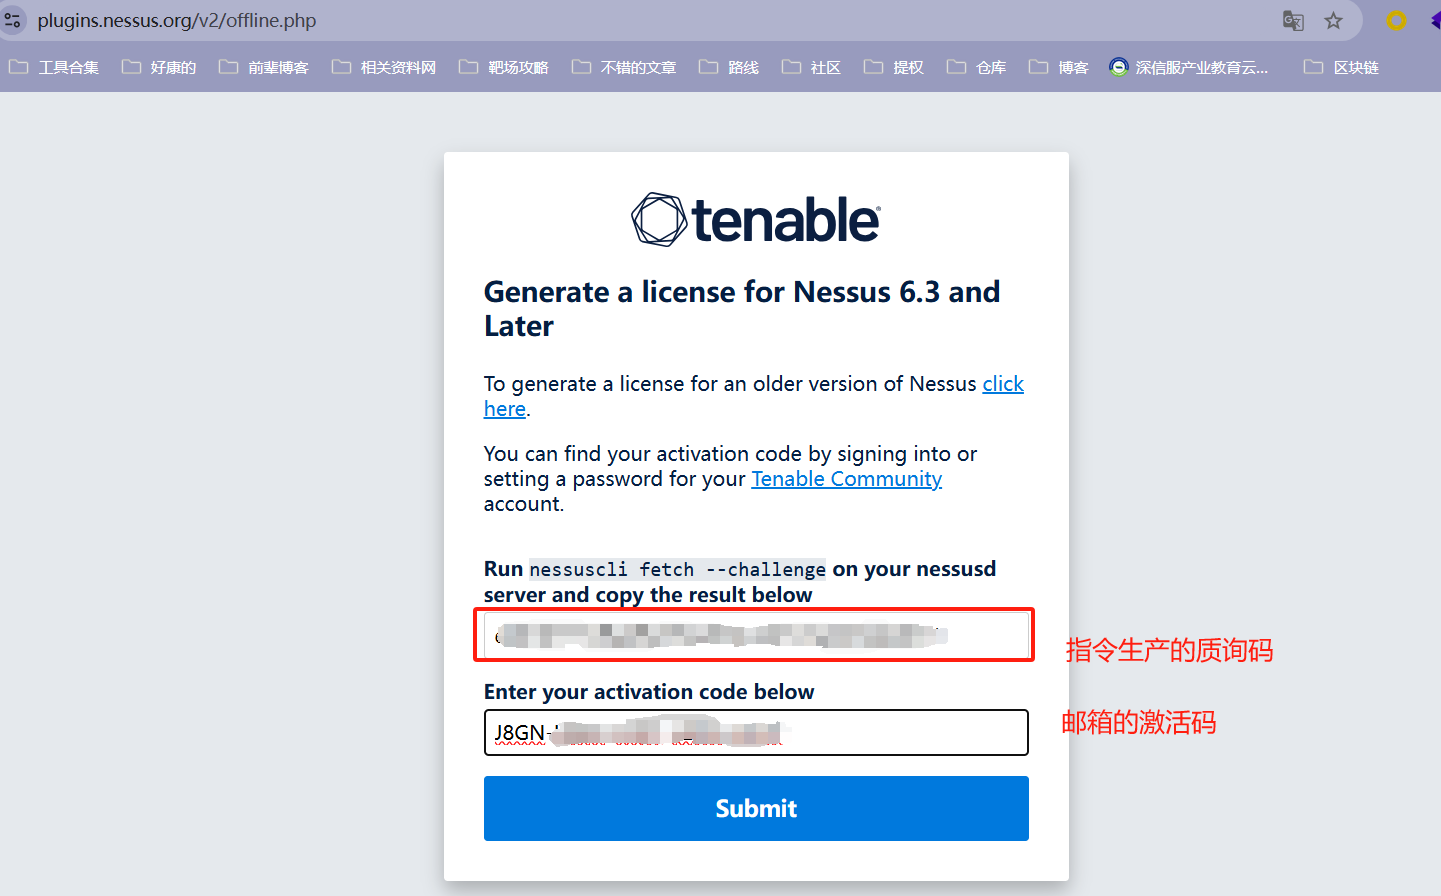 plugins.nessus.org/v2/offline.php
工具合集 好康的 前辈博客 相关资料网 靶场攻略 不错的文章 路线 社区 提权 仓库 博客 深信服产业教育云... 区块链
tenable
Generate a license for Nessus 6.3 and
Later
To generate a license for an older version of Nessus click
here.
You can find your activation code by signing into or
setting a password for your Tenable Community
account.
Run nessuscli fetch --challenge on your nessusd
server and copy the result below
指令生产的质询码
Enter your activation code below
J8GN-
邮箱的激活码
Submit